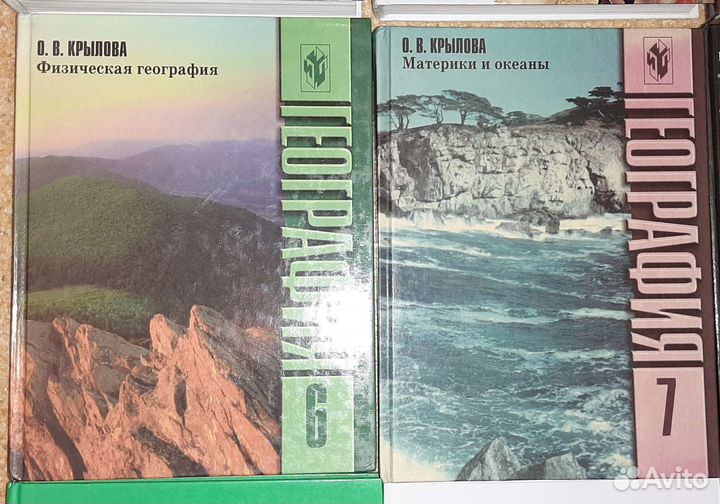 О. В. КРЫЛОВА
Физическая география
ГЕОГРАФИЯ
6
О. В. КРЫЛОВА
Материки и океаны
ГЕОГРАФИЯ
7
Avito